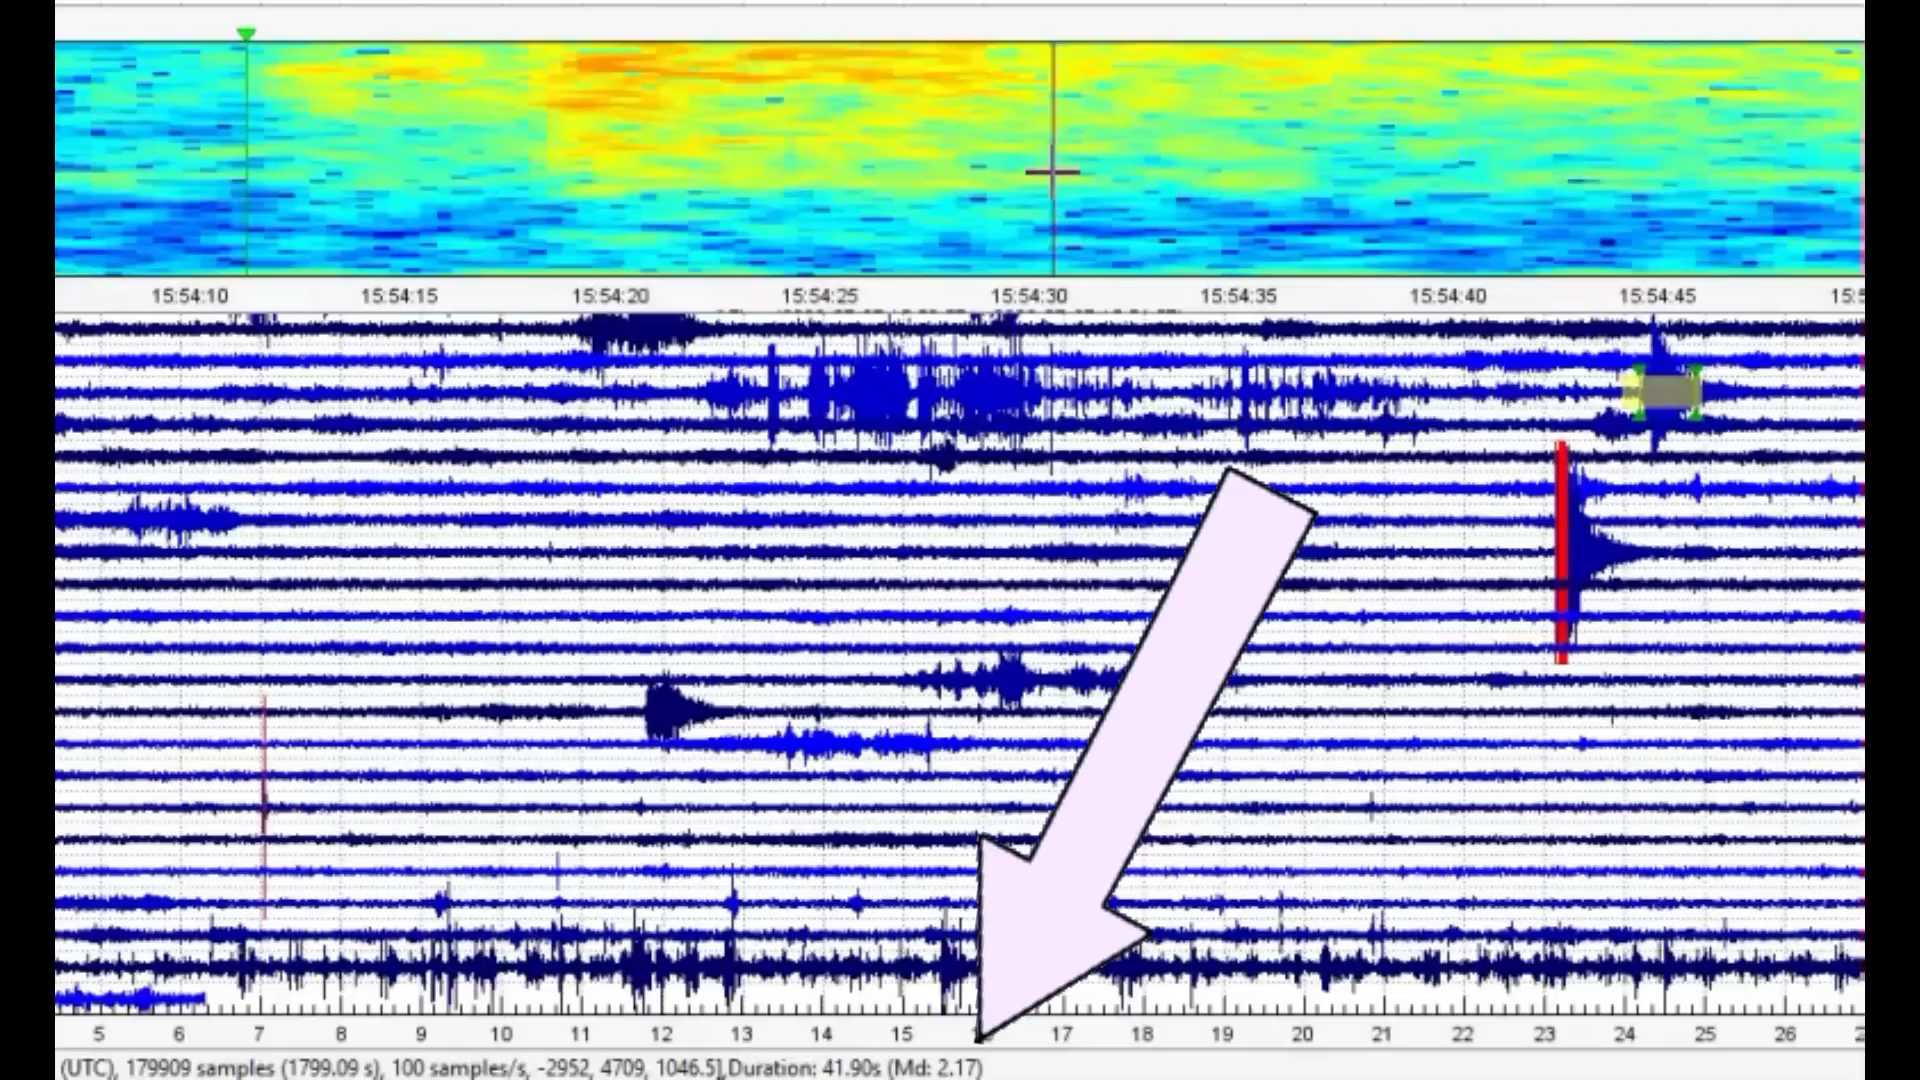 15:54:10 15:54:15 15:54:20 15:54:25 15:54:30 15:54:35 15:54:40 15:54:45
5 6 7 8 9 10 11 12 13 14 15 17 18 19 20 21 22 23 24 25 26
(UTC), 179909 samples (1799.09 s), 100 samples/s, -2952, 4709, 1046.5], Duration: 41.90s (Md: 2.17)